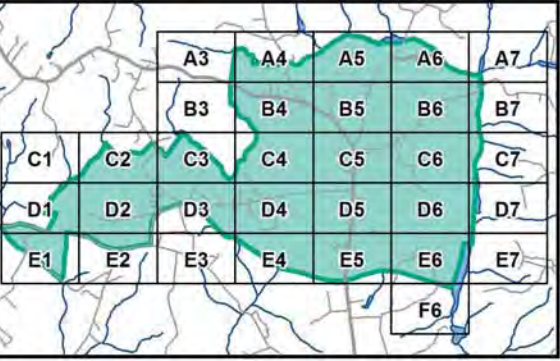 A3 A4 A5 A6 A7
B3 B4 B5 B6 B7
C1 C2 C3 C4 C5 C6 C7
D1 D2 D3 D4 D5 D6 D7
E1 E2 E3 E4 E5 E6 E7
F6